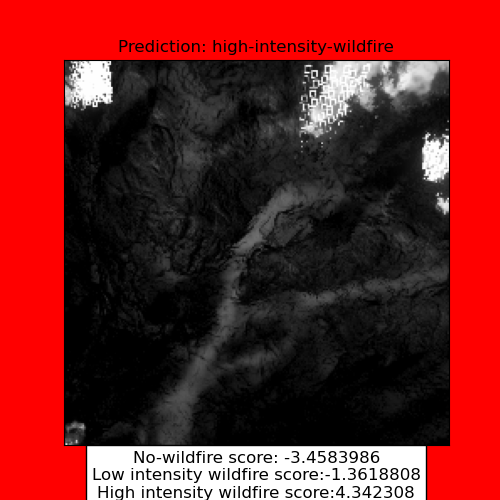 Prediction: high-intensity-wildfire
No-wildfire score: -3.4583986
Low intensity wildfire score:-1.3618808
High intensity wildfire score:4.342308